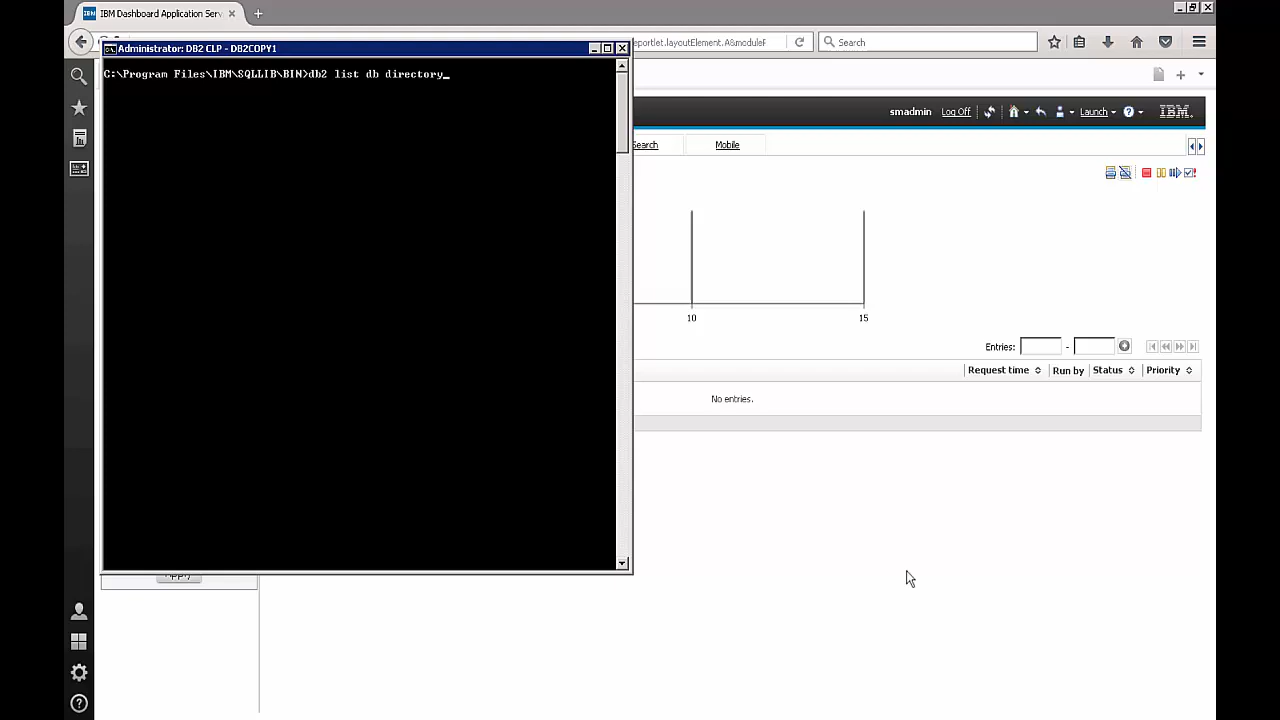 IBM Dashboard Application Serv
Administrator: DB2 CLP - DB2COPY1
eportlet.layoutElement.A&moduleF
Search
C:\Program Files\IBM\SQLLIB\BIN>db2 list db directory_
smadmin Log Off Launch IBM.
Search Mobile
10 15
Entries: -
Request time Run by Status Priority
No entries.